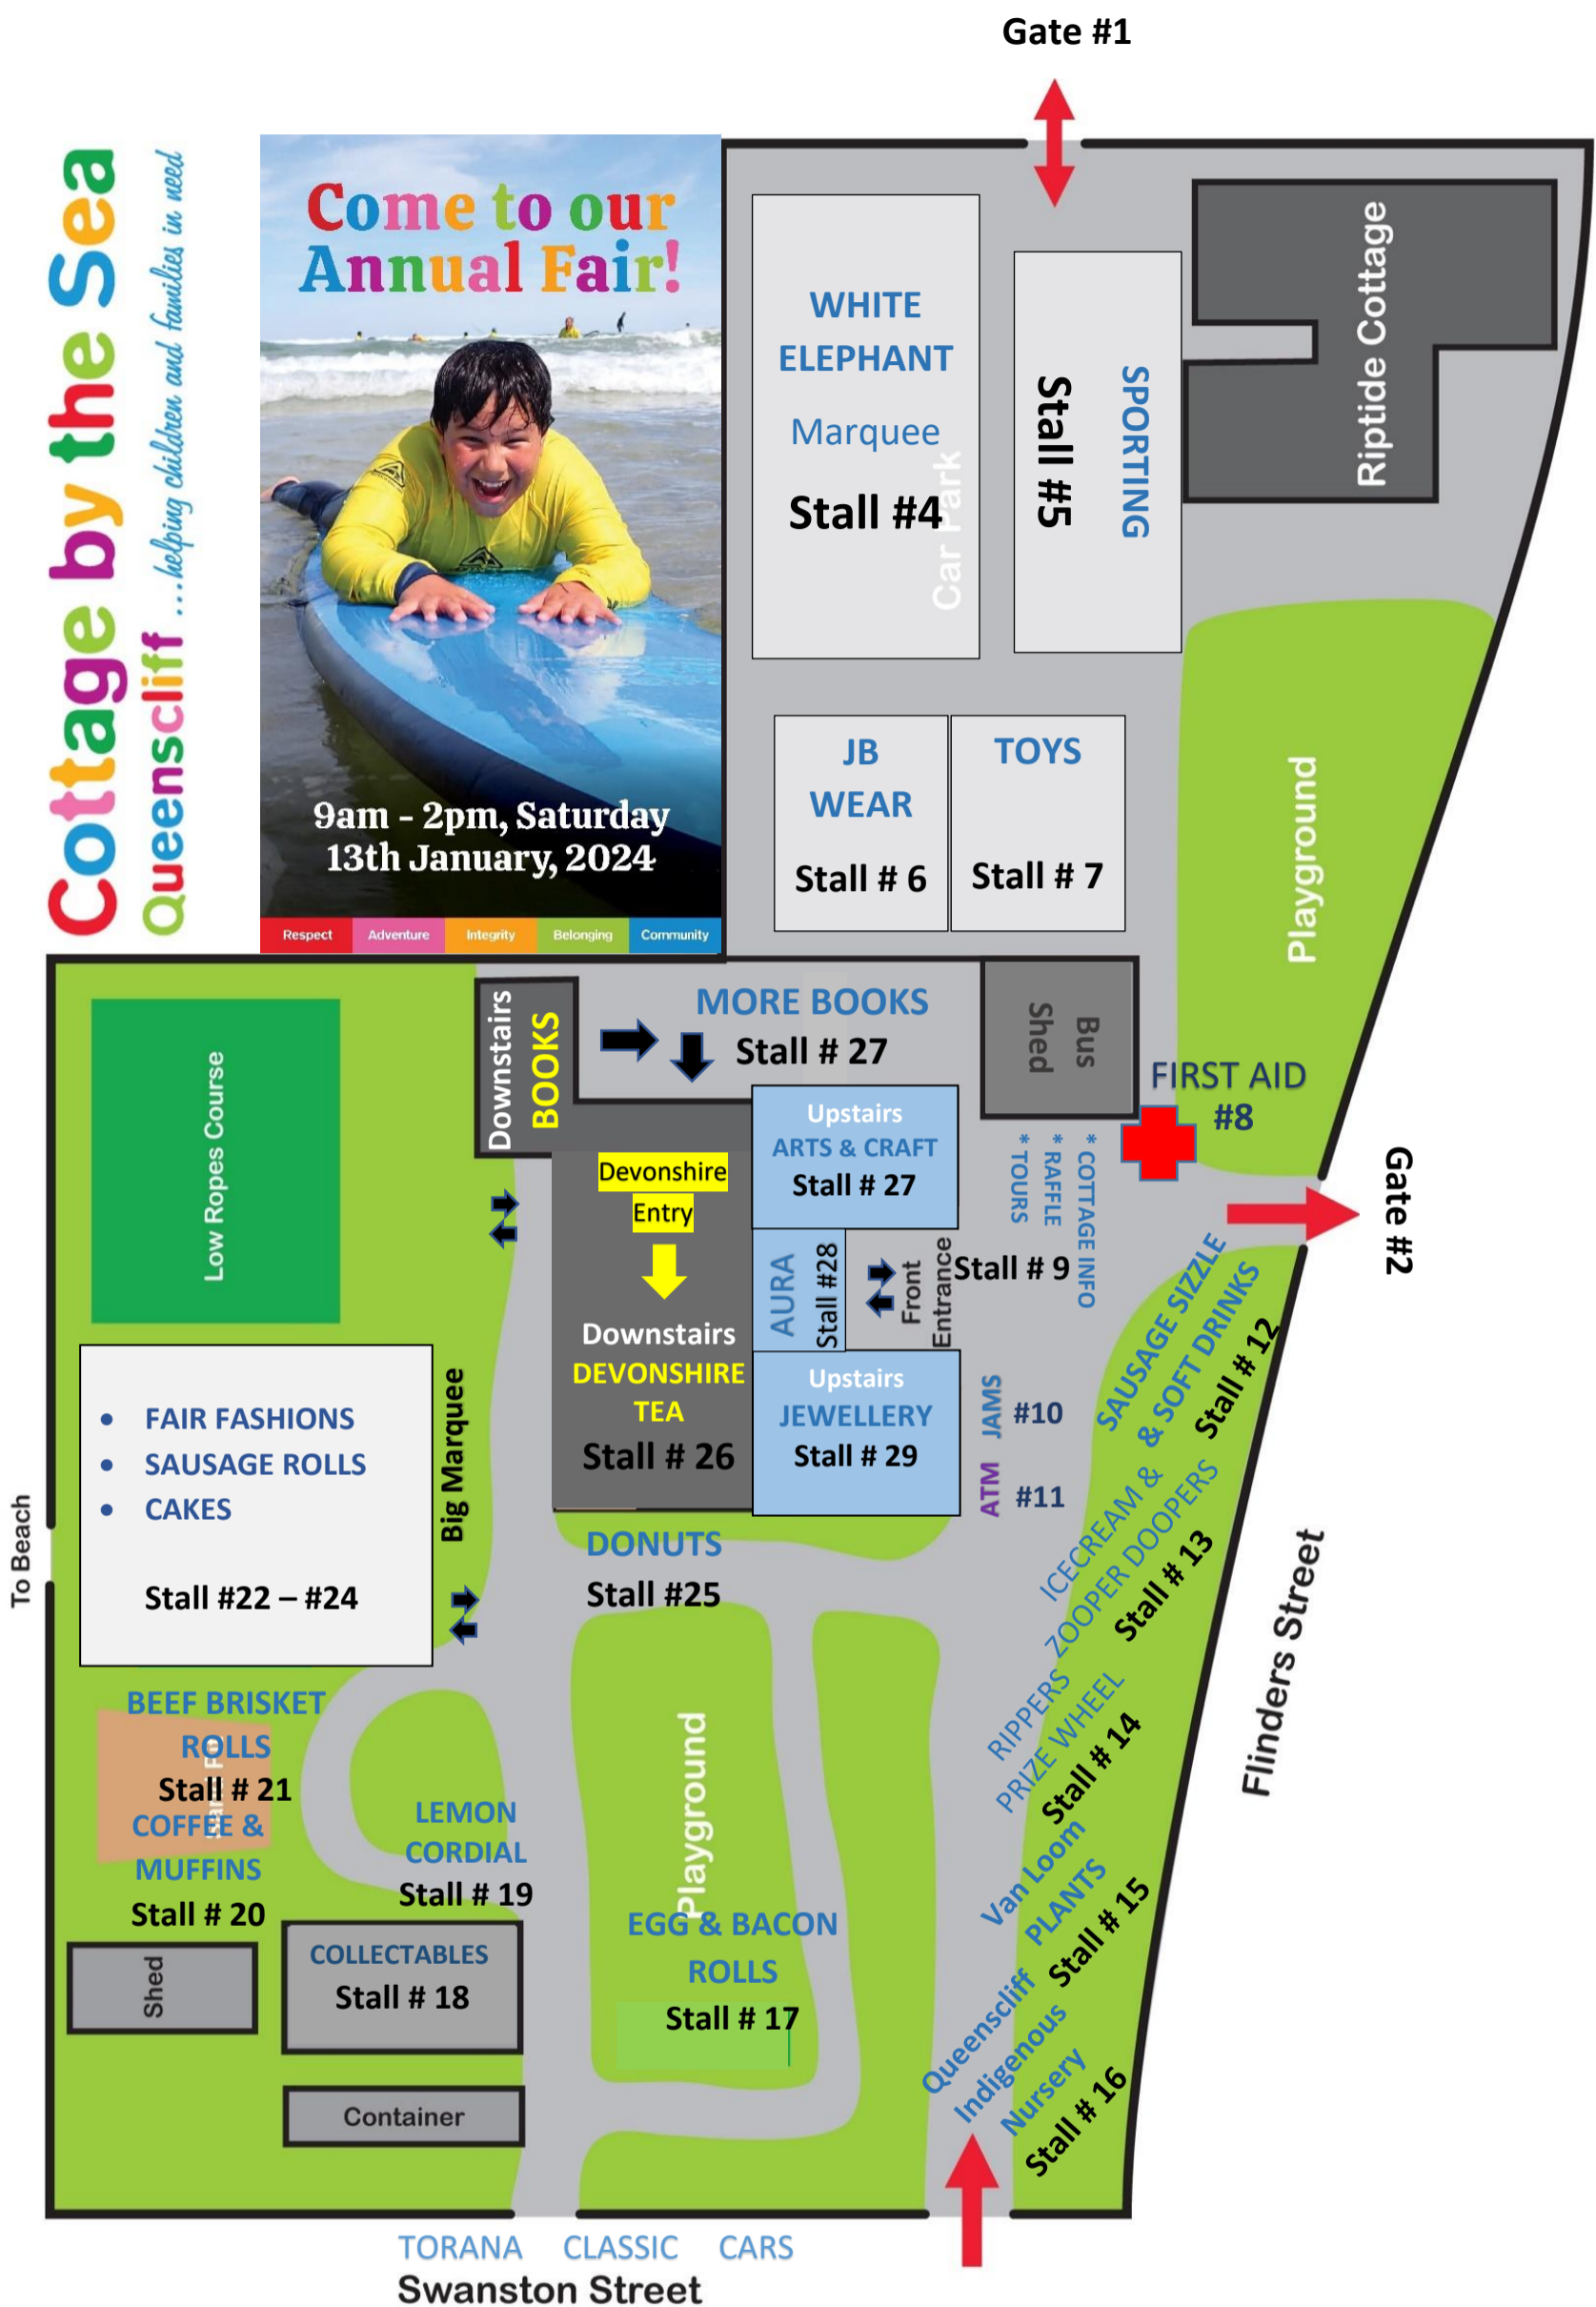 Gate #1
Cottage by the Sea
Queenscliff ...helping children and families in need
Come to our
Annual Fair!
9am - 2pm, Saturday
13th January, 2024
Respect Adventure Integrity Belonging Community
WHITE
ELEPHANT
Marquee
Stall #4
Car Park
SPORTING
Stall #5
Riptide Cottage
JB
WEAR
Stall # 6
TOYS
Stall # 7
Playground
Downstairs
BOOKS
MORE BOOKS
Stall # 27
Bus
Shed
FIRST AID
#8
Low Ropes Course
Devonshire
Entry
Upstairs
ARTS & CRAFT
Stall # 27
* COTTAGE INFO
* RAFFLE
* TOURS
Stall # 9
Gate #2
AURA
Stall #28
Front
Entrance
Downstairs
DEVONSHIRE
TEA
Stall # 26
Upstairs
JEWELLERY
Stall # 29
JAMS #10
ATM #11
SAUSAGE SIZZLE
& SOFT DRINKS
Stall # 12
• FAIR FASHIONS
• SAUSAGE ROLLS
• CAKES
Stall #22 – #24
Big Marquee
To Beach
DONUTS
Stall #25
ICECREAM &
ZOOPER DOOPERS
Stall # 13
Flinders Street
RIPPERS
PRIZE WHEEL
Stall # 14
BEEF BRISKET
ROLLS
Stall # 21
COFFEE &
MUFFINS
Stall # 20
LEMON
CORDIAL
Stall # 19
Playground
Van Loom
PLANTS
Stall # 15
EGG & BACON
ROLLS
Stall # 17
Shed
COLLECTABLES
Stall # 18
Queenscliff
Indigenous
Nursery
Stall # 16
Container
TORANA CLASSIC CARS
Swanston Street